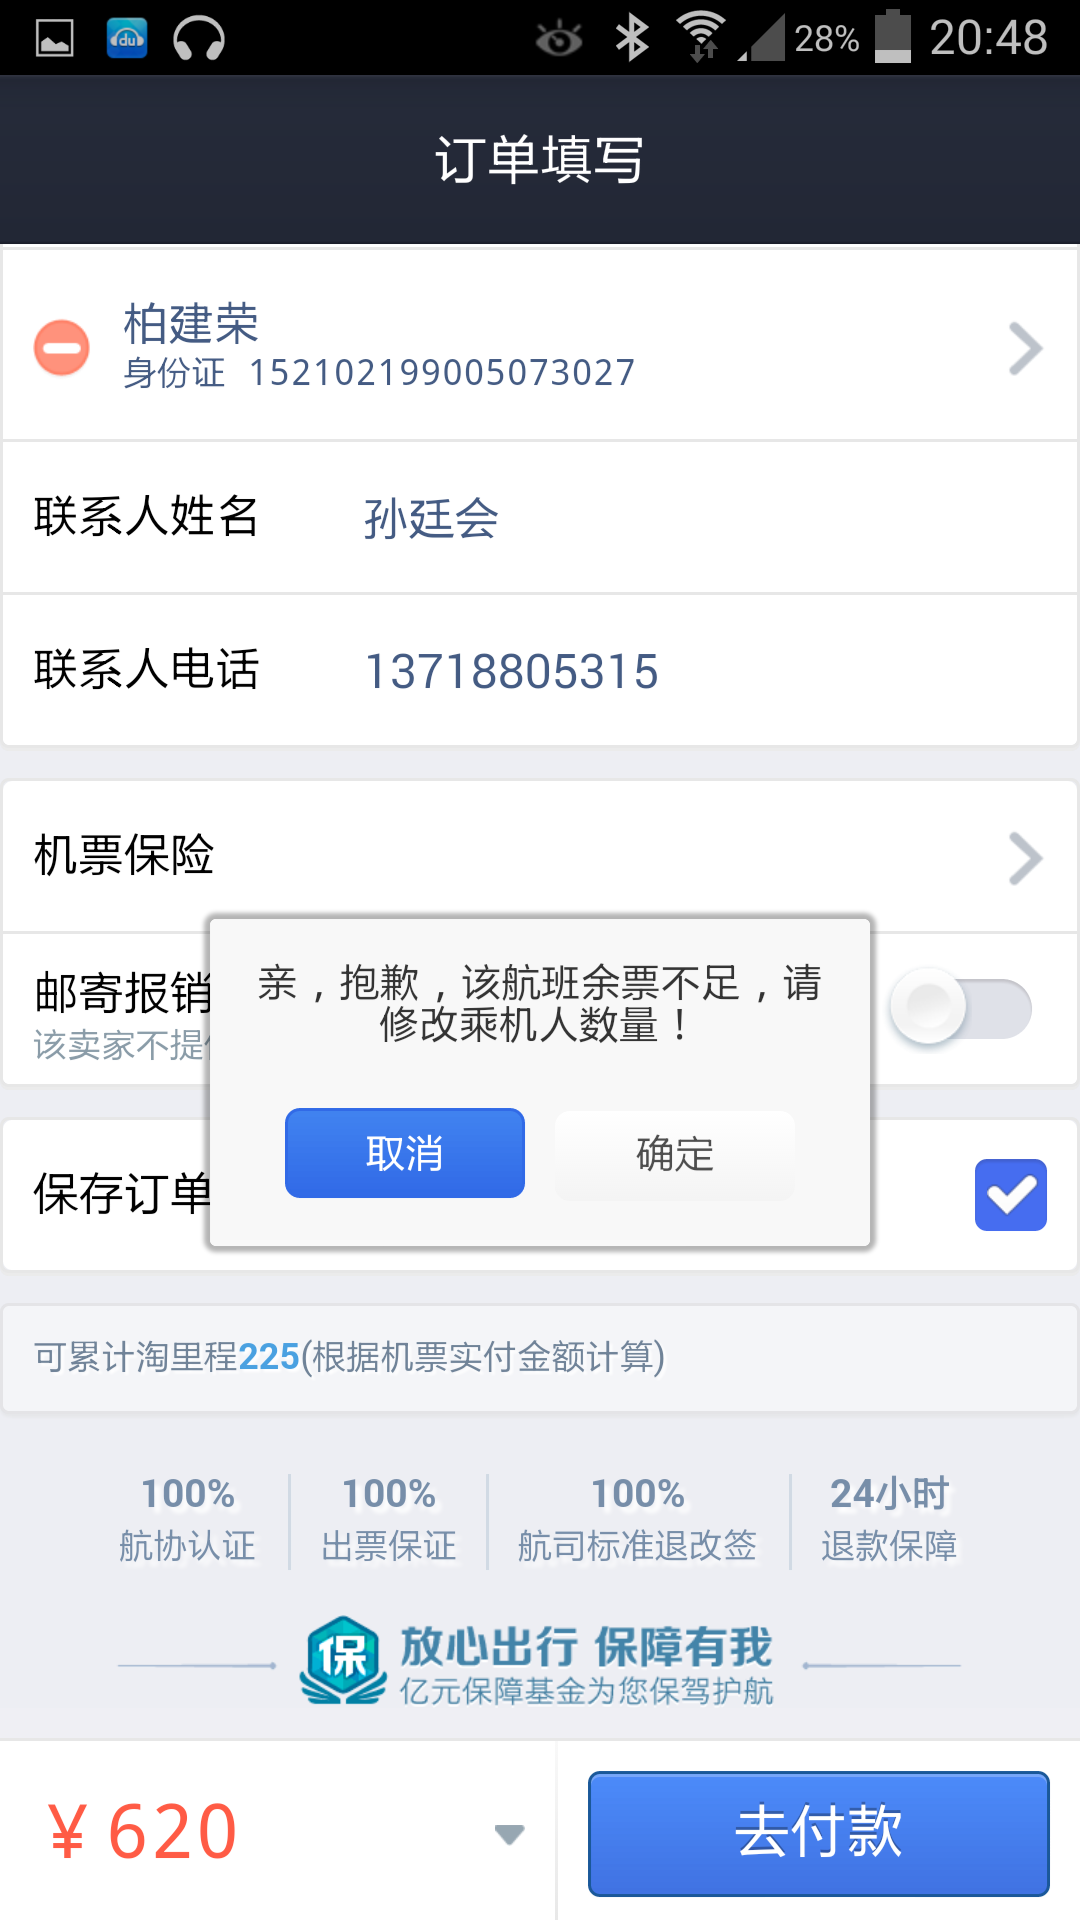 du
28%
20:48
订单填写
柏建荣
身份证 152102199005073027
联系人姓名 孙廷会
联系人电话 13718805315
机票保险
邮寄报销
该卖家不提
保存订单
亲，抱歉，该航班余票不足，请
修改乘机人数量！
取消 确定
可累计淘里程225(根据机票实付金额计算)
100% 100% 100% 24小时
航协认证 出票保证 航司标准退改签 退款保障
保 放心出行 保障有我
亿元保障基金为您保驾护航
¥ 620
去付款